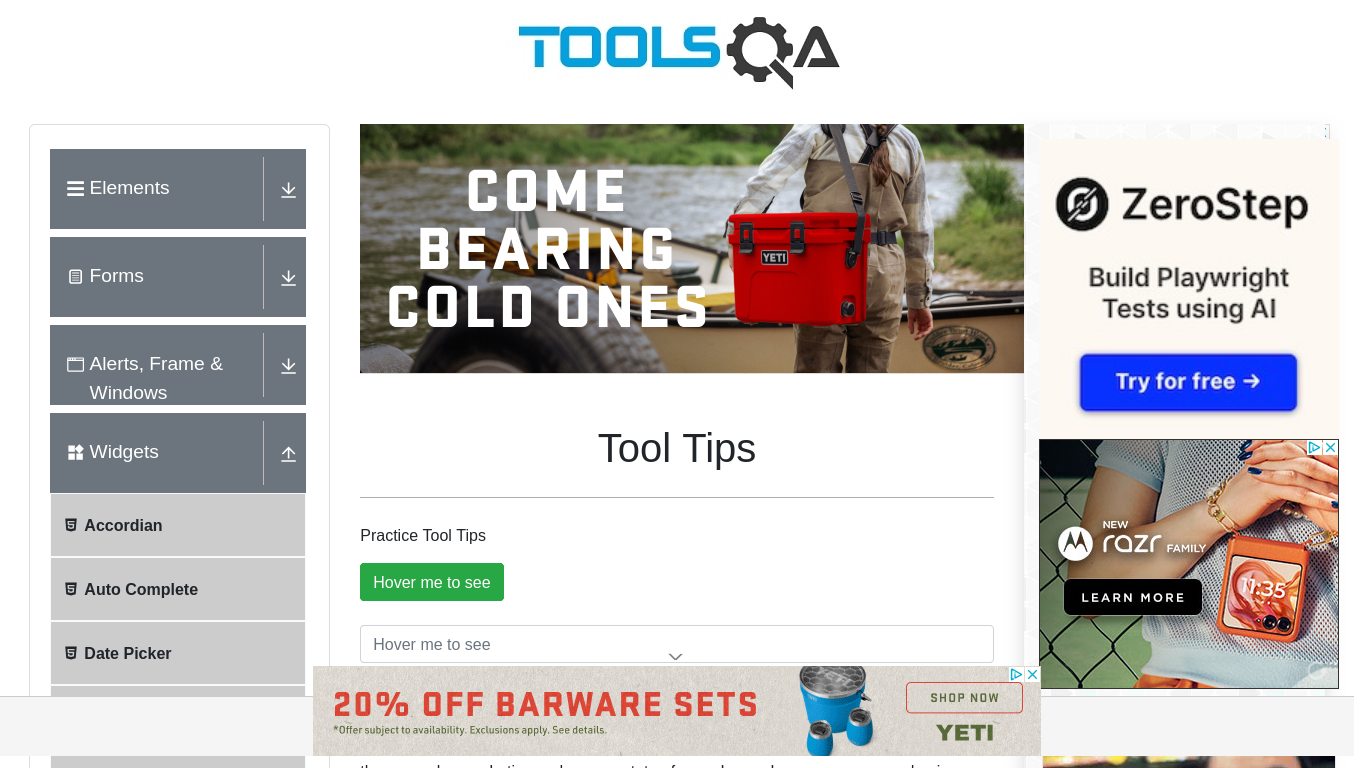 TOOLSQA
Elements
Forms
Alerts, Frame &
Windows
Widgets
Accordian
Auto Complete
Date Picker
COME
BEARING
COLD ONES
YETI
Tool Tips
Practice Tool Tips
Hover me to see
Hover me to see
ZeroStep
Build Playwright
Tests using AI
Try for free →
NEW
razr FAMILY
LEARN MORE
11:35
20% OFF BARWARE SETS
*Offer subject to availability. Exclusions apply. See details.
SHOP NOW
YETI